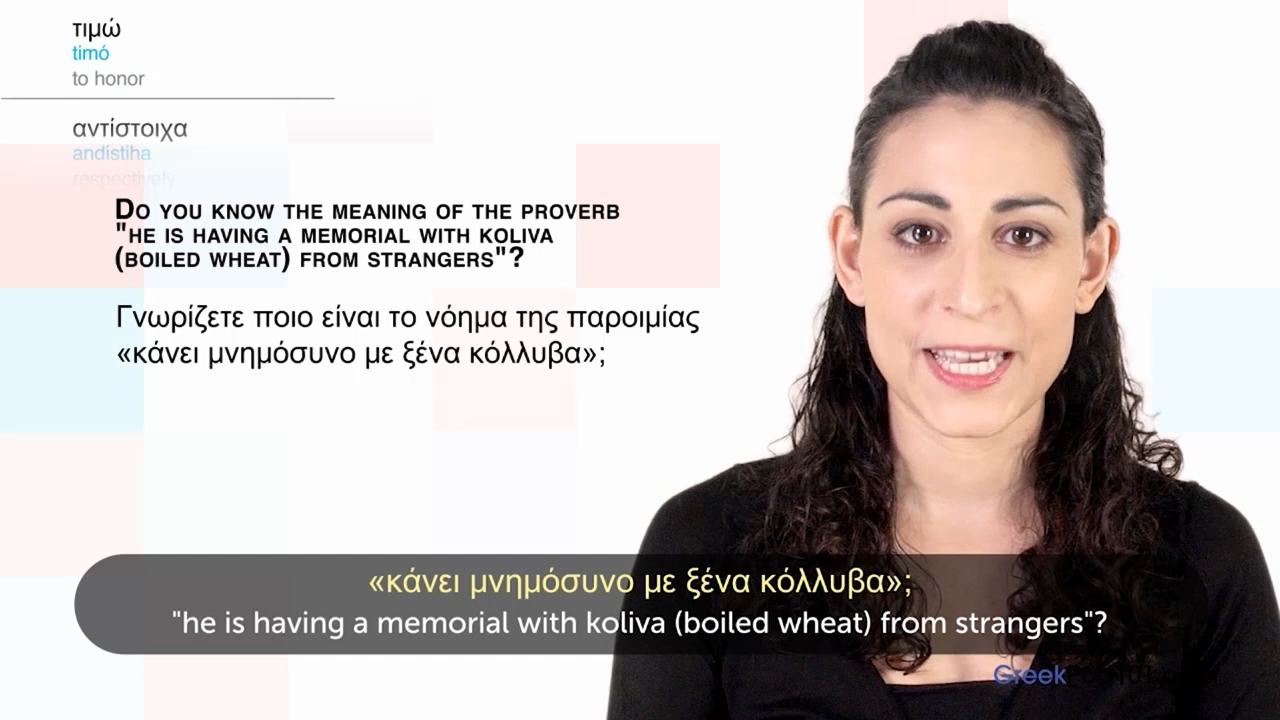 τιμώ
timó
to honor
αντίστοιχα
andístiha
respectively
DO YOU KNOW THE MEANING OF THE PROVERB
"HE IS HAVING A MEMORIAL WITH KOLIVA
(BOILED WHEAT) FROM STRANGERS"?
Γνωρίζετε ποιο είναι το νόημα της παροιμίας
«κάνει μνημόσυνο με ξένα κόλλυβα»;
«κάνει μνημόσυνο με ξένα κόλλυβα»;
"he is having a memorial with koliva (boiled wheat) from strangers"?
Greek